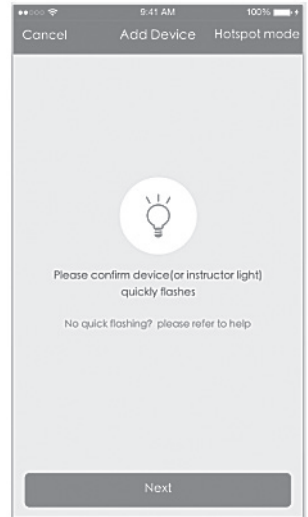 9:41 AM 100%
Cancel Add Device Hotspot mode
Please confirm device(or instructor light)
quickly flashes
No quick flashing? please refer to help
Next